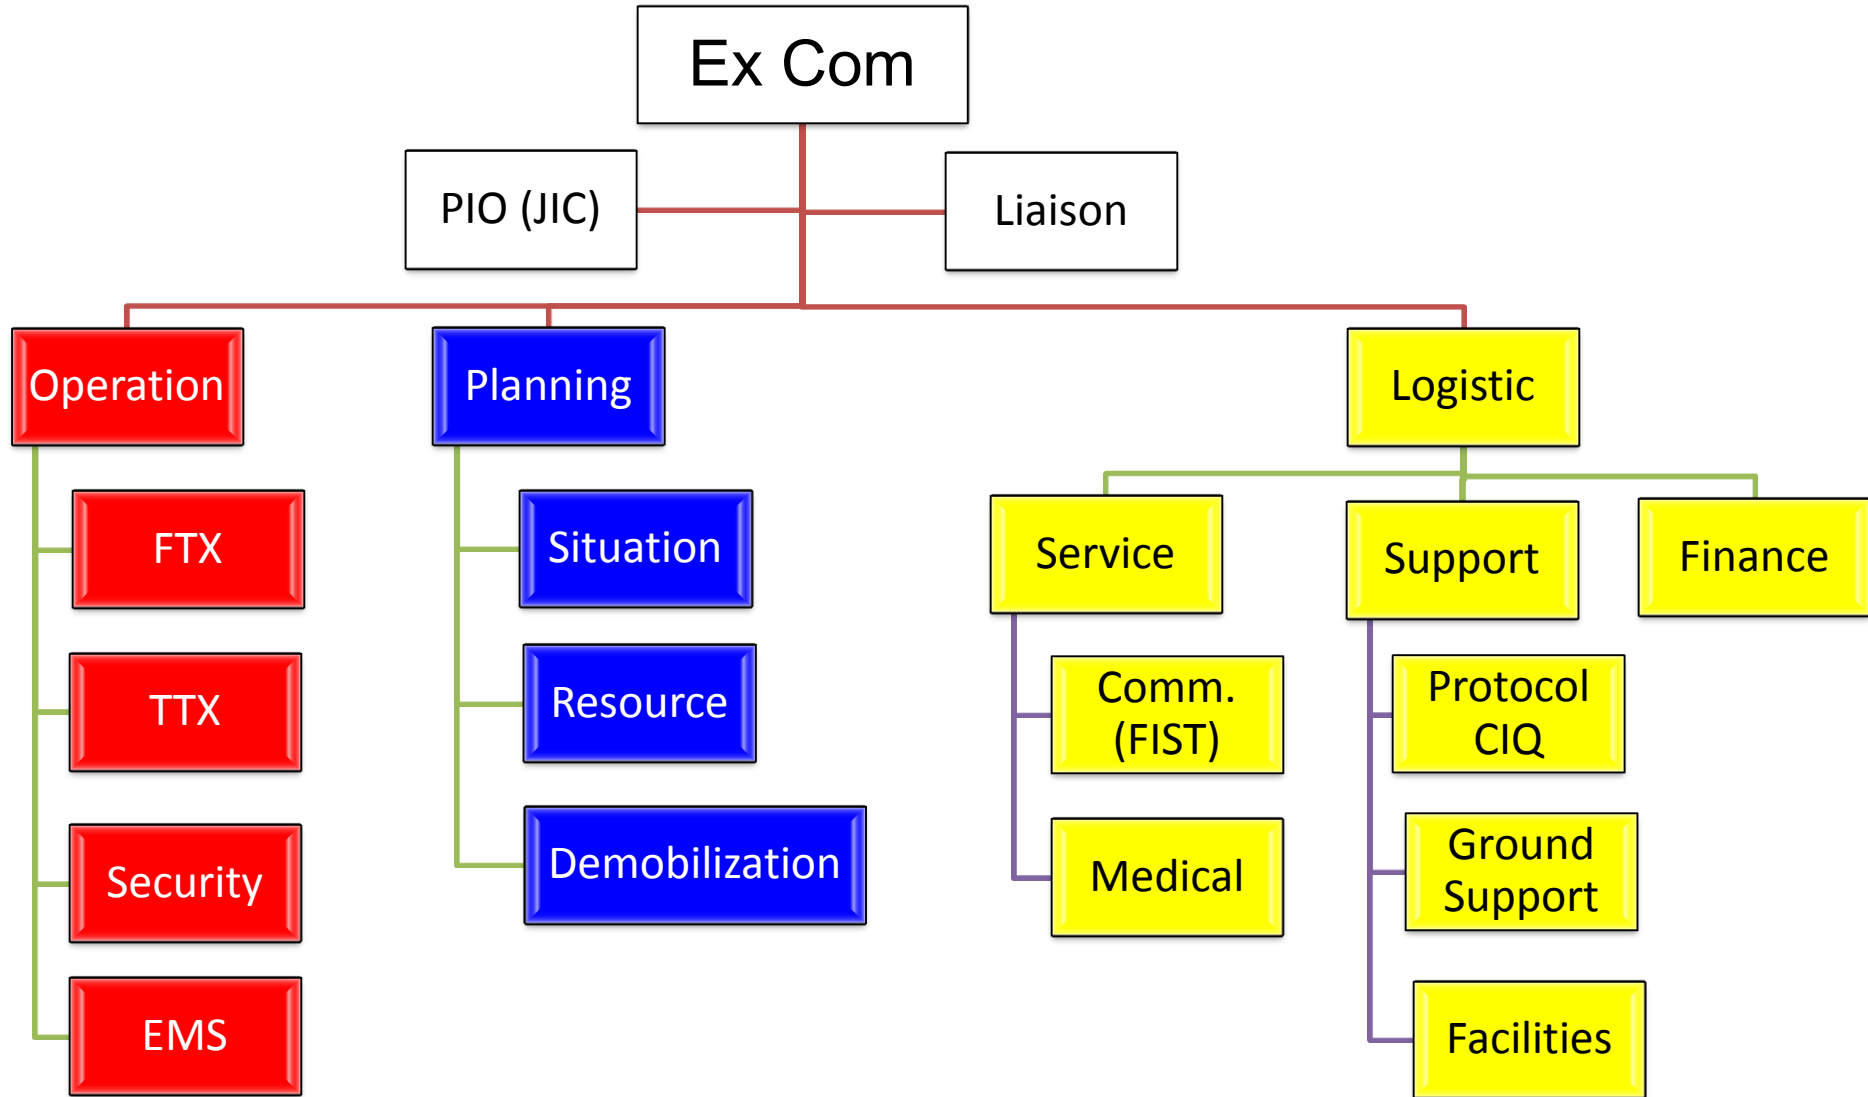 Ex Com
PIO (JIC)
Liaison
Operation
Planning
Logistic
FTX
TTX
Security
EMS
Situation
Resource
Demobilization
Service
Support
Finance
Comm.
(FIST)
Medical
Protocol
CIQ
Ground
Support
Facilities